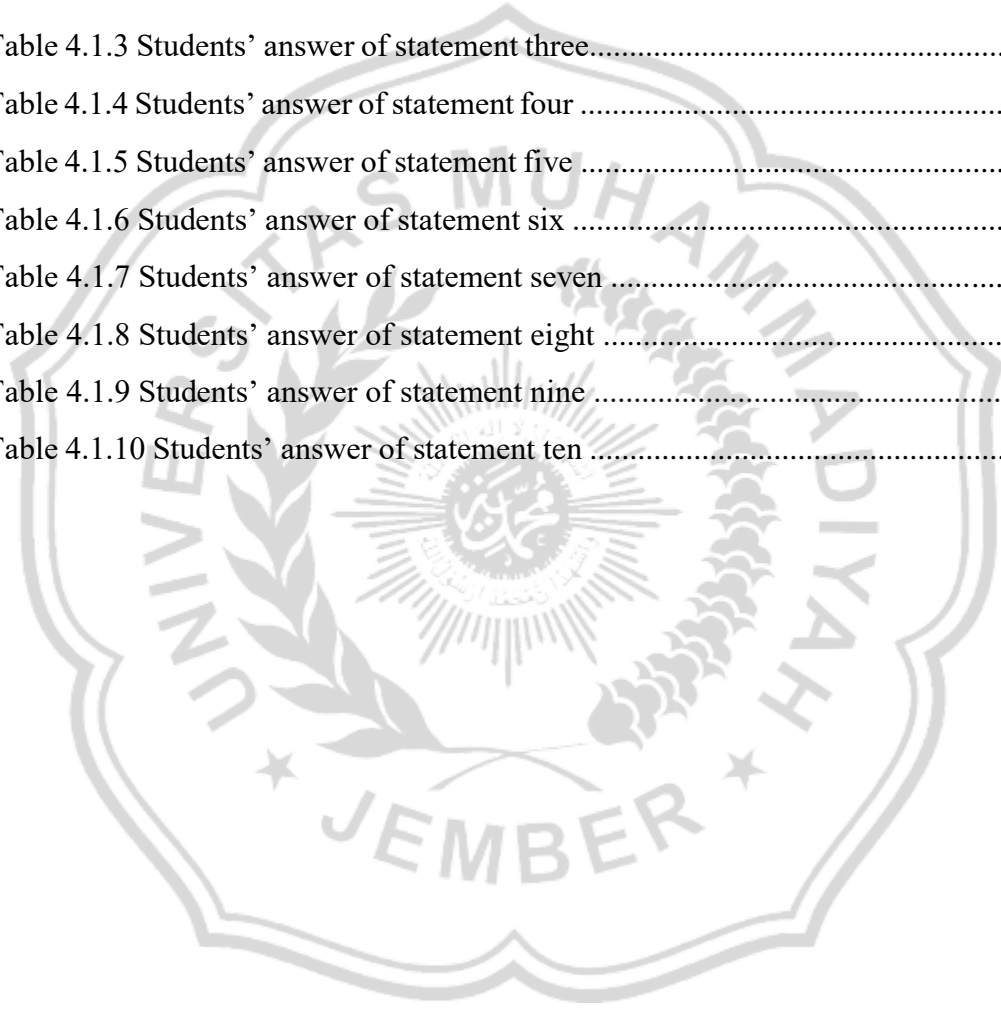 Table 4.1.3 Students’ answer of statement three...........................................................
Table 4.1.4 Students’ answer of statement four ...........................................................
Table 4.1.5 Students’ answer of statement five ...........................................................
Table 4.1.6 Students’ answer of statement six ............................................................
Table 4.1.7 Students’ answer of statement seven .......................................................
Table 4.1.8 Students’ answer of statement eight ........................................................
Table 4.1.9 Students’ answer of statement nine .........................................................
Table 4.1.10 Students’ answer of statement ten .........................................................
UNIVERSITAS MUHAMMADIYAH
JEMBER